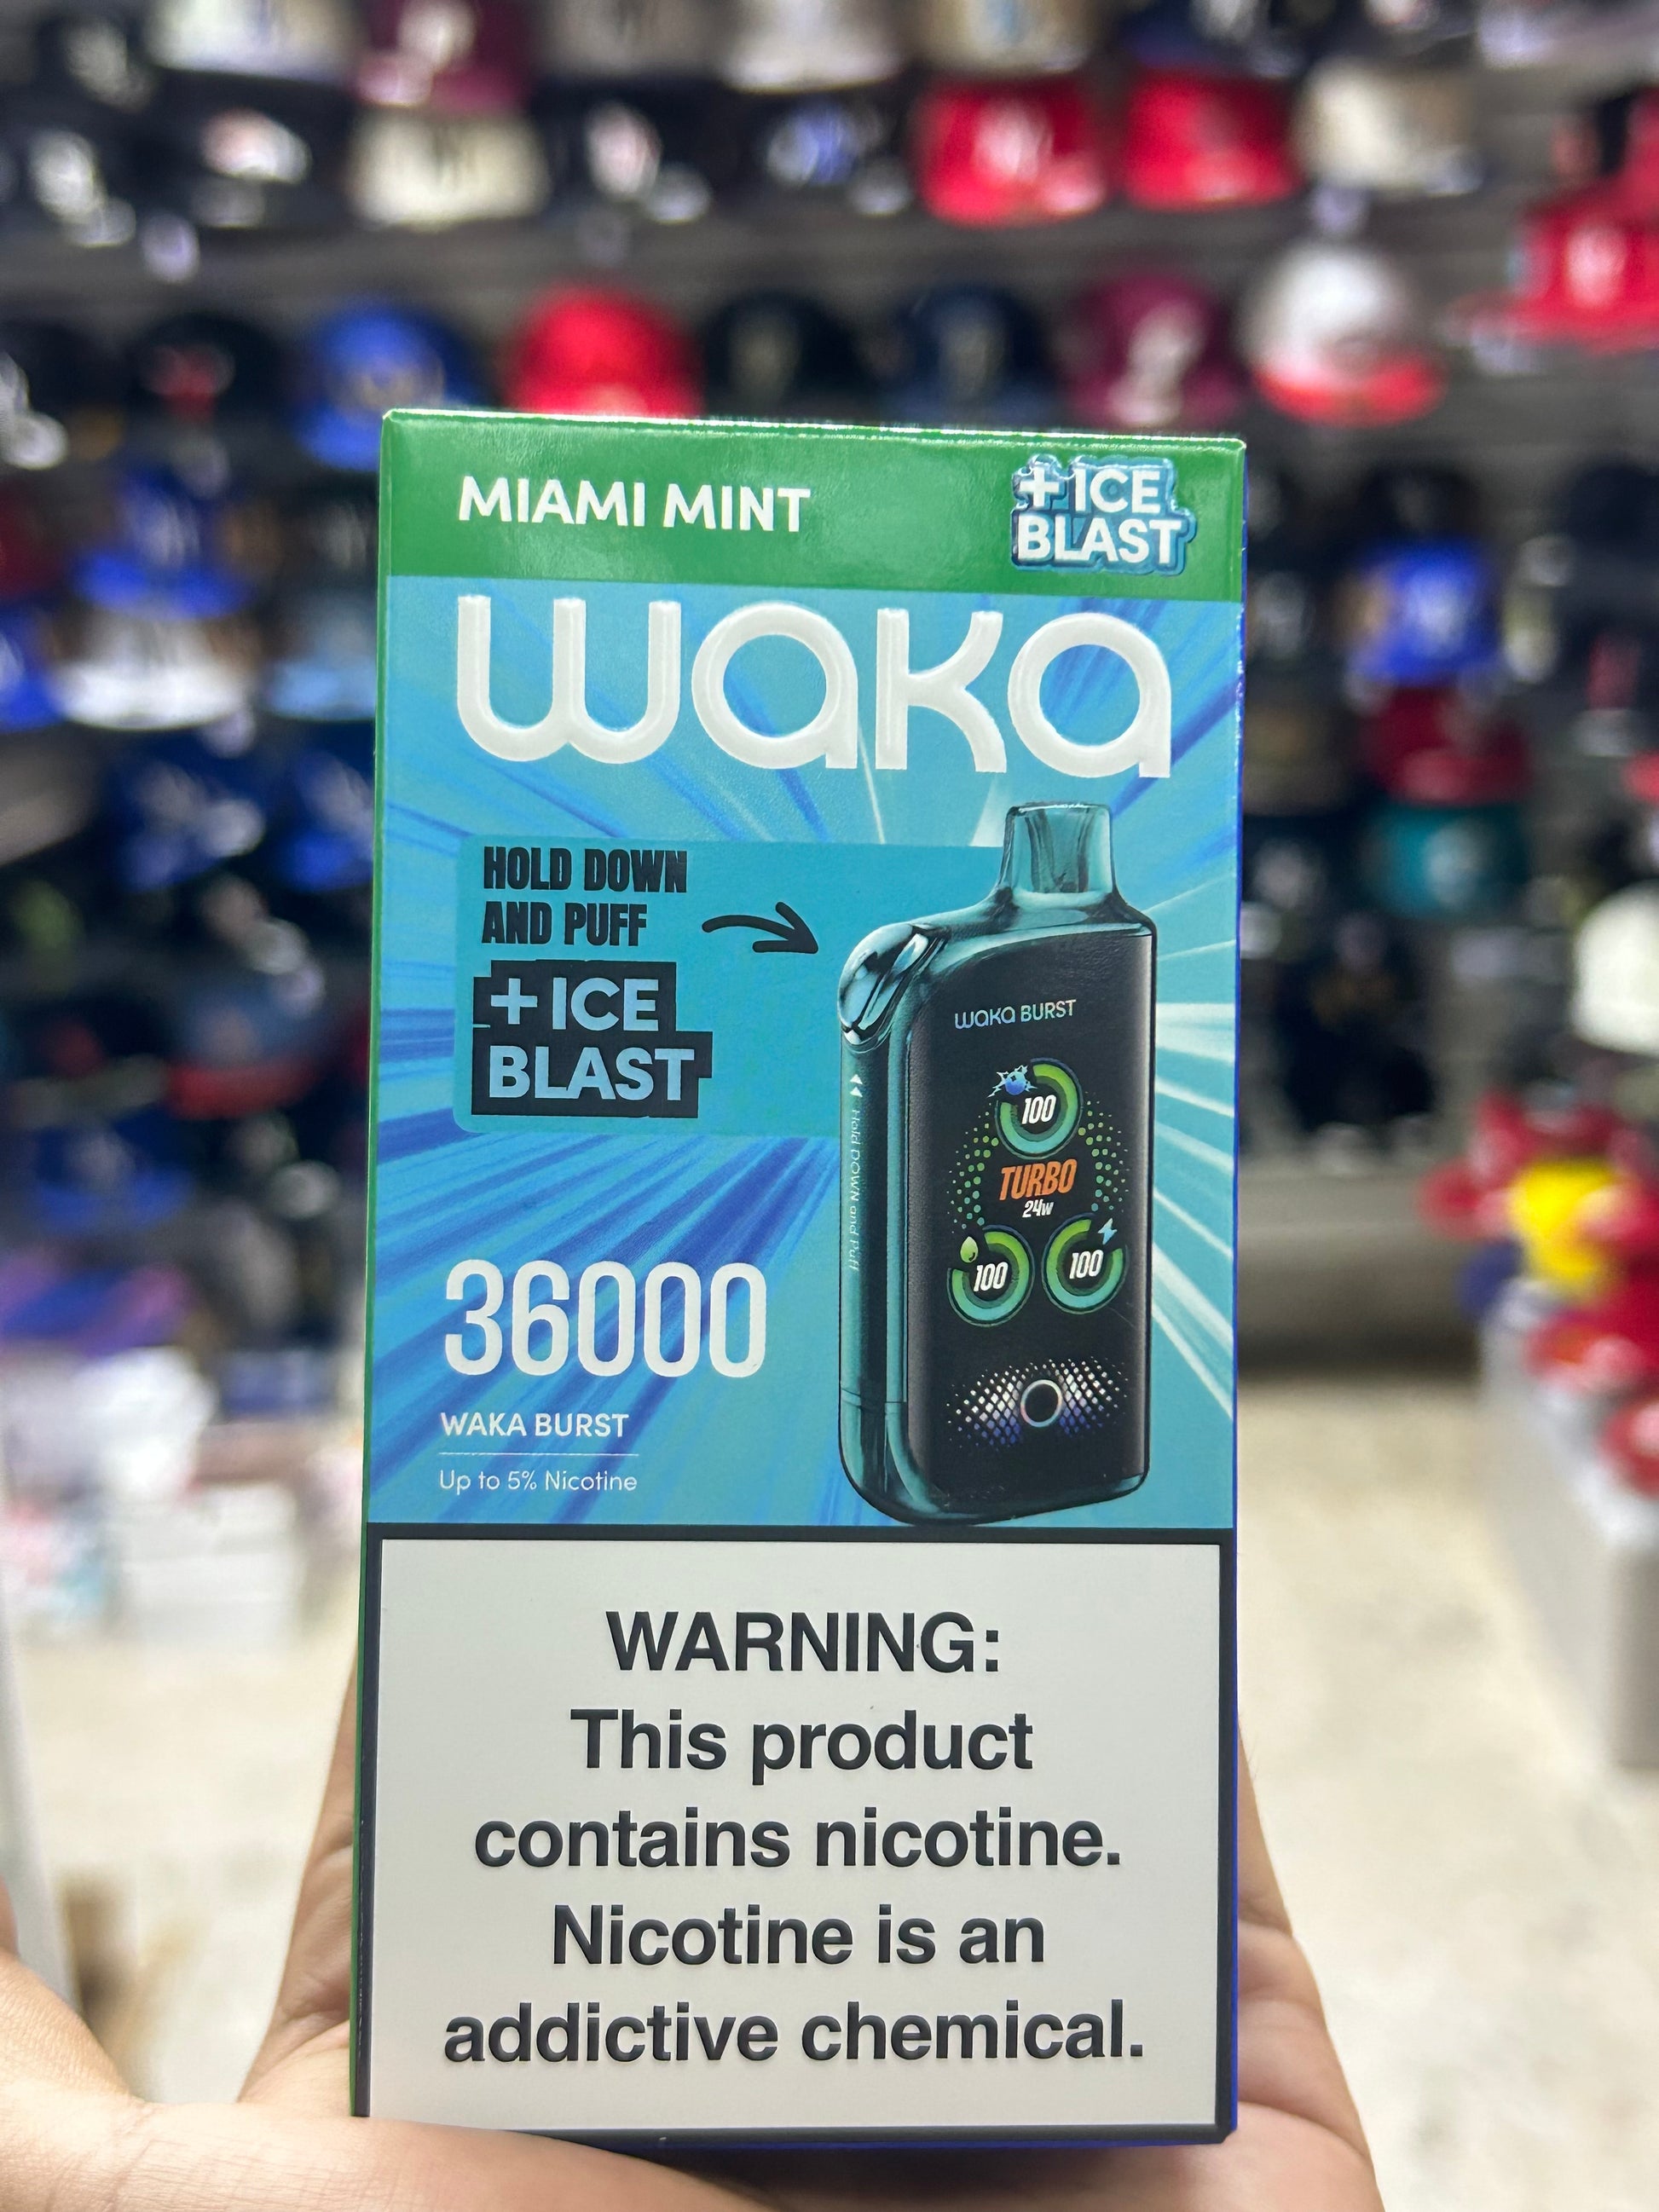 MIAMI MINT
+ ICE
BLAST
waka
HOLD DOWN
AND PUFF
+ ICE
BLAST
WAKA BURST
100
TURBO
24w
100
100
Hold DOWN and Puff
36000
WAKA BURST
Up to 5% Nicotine
WARNING:
This product
contains nicotine.
Nicotine is an
addictive chemical.